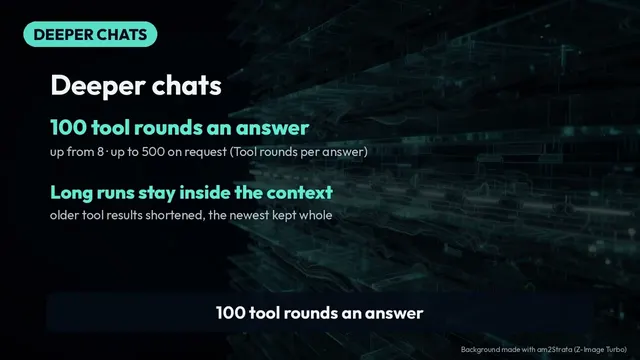 DEEPER CHATS
Deeper chats
100 tool rounds an answer
up from 8 · up to 500 on request (Tool rounds per answer)
Long runs stay inside the context
older tool results shortened, the newest kept whole
100 tool rounds an answer
Background made with am2Strata (Z-Image Turbo)